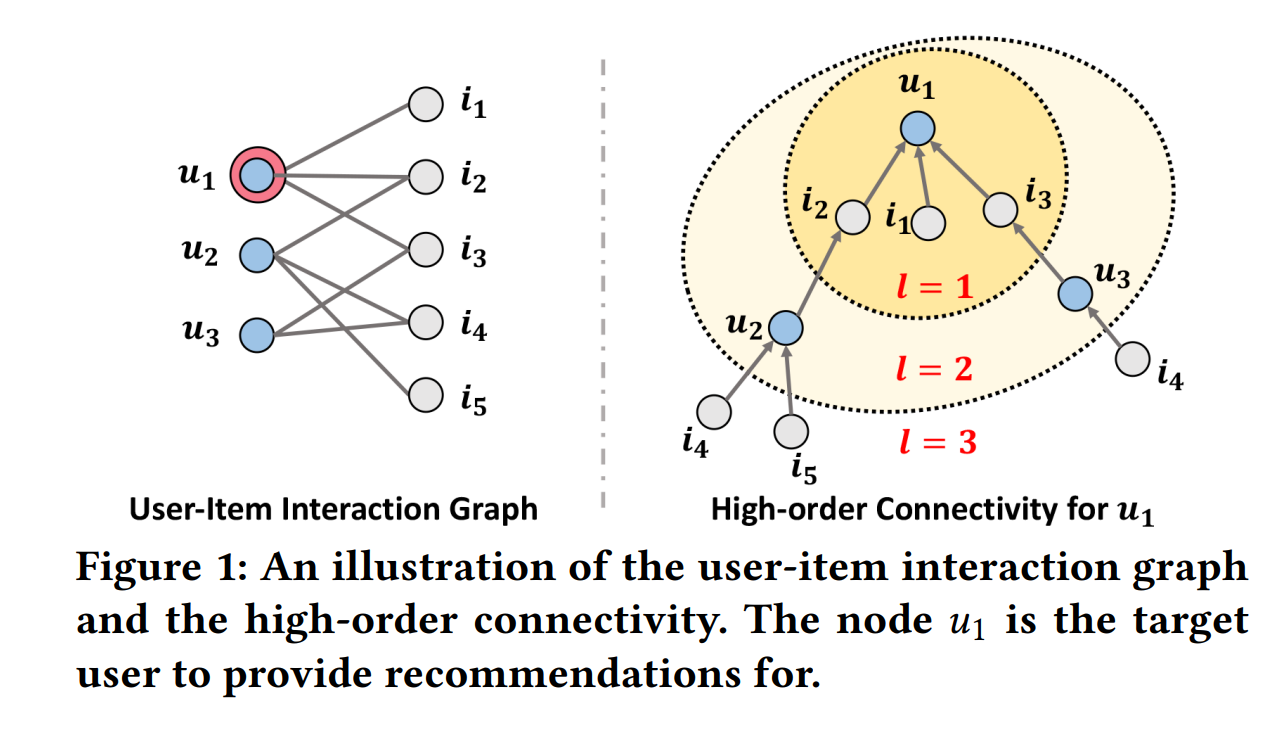 i₁
u₁
i₂
u₂
i₃
u₃
i₄
i₅
User-Item Interaction Graph
u₁
i₂
i₁
i₃
l = 1
u₃
u₂
l = 2
i₄
i₄
l = 3
i₅
High-order Connectivity for u₁
Figure 1: An illustration of the user-item interaction graph
and the high-order connectivity. The node u₁ is the target
user to provide recommendations for.